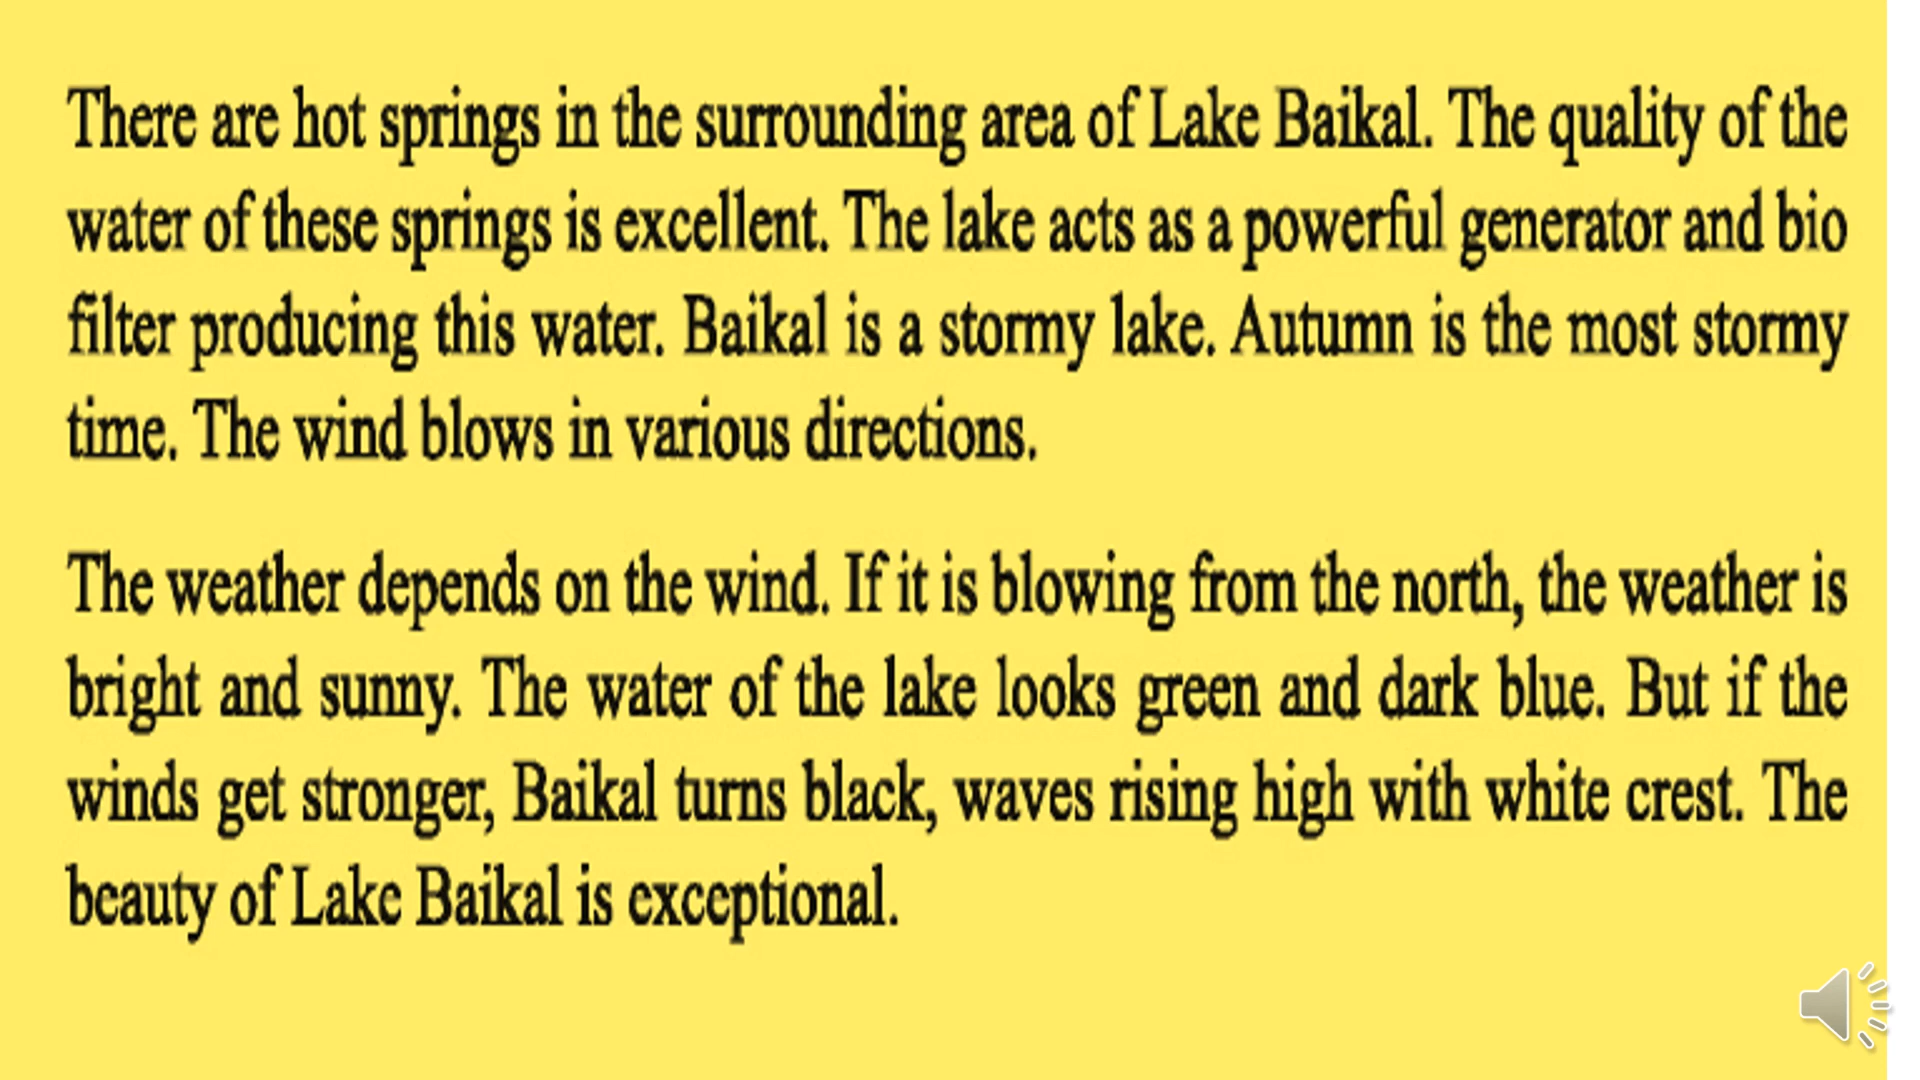 There are hot springs in the surrounding area of Lake Baikal. The quality of the
water of these springs is excellent. The lake acts as a powerful generator and bio
filter producing this water. Baikal is a stormy lake. Autumn is the most stormy
time. The wind blows in various directions.
The weather depends on the wind. If it is blowing from the north, the weather is
bright and sunny. The water of the lake looks green and dark blue. But if the
winds get stronger, Baikal turns black, waves rising high with white crest. The
beauty of Lake Baikal is exceptional.